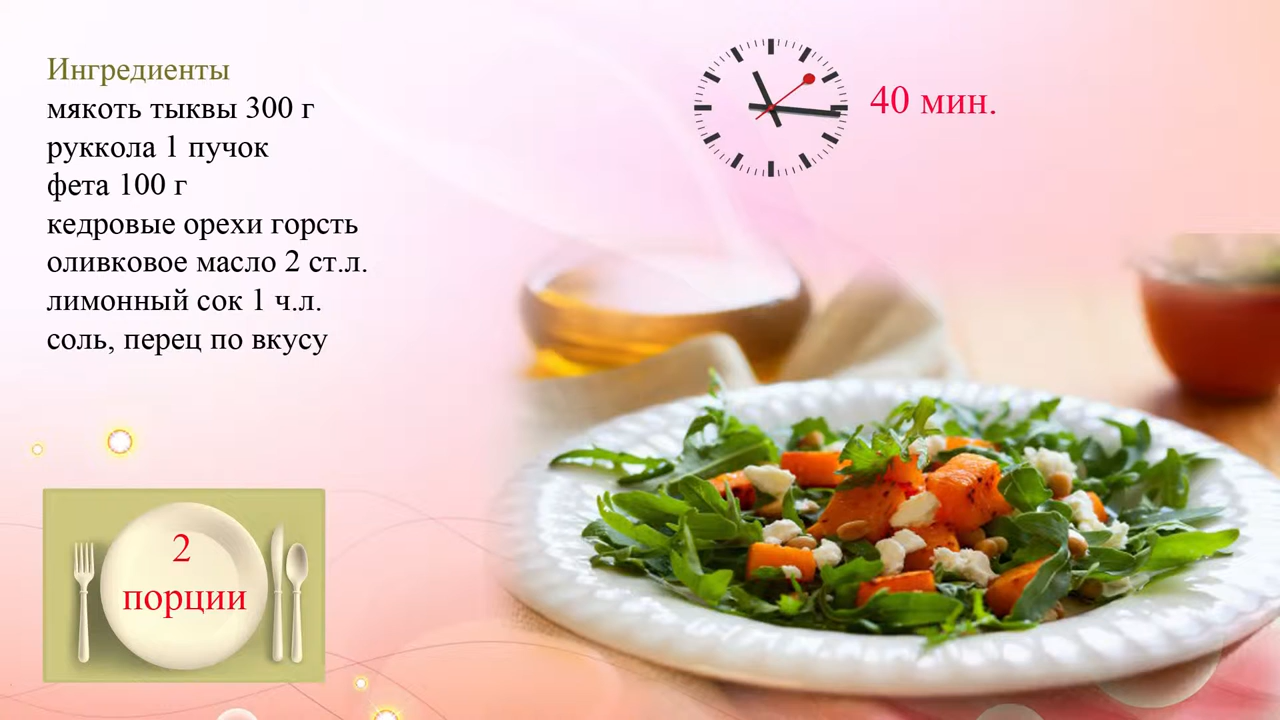 Ингредиенты
мякоть тыквы 300 г
руккола 1 пучок
фета 100 г
кедровые орехи горсть
оливковое масло 2 ст.л.
лимонный сок 1 ч.л.
соль, перец по вкусу
40 мин.
2
порции